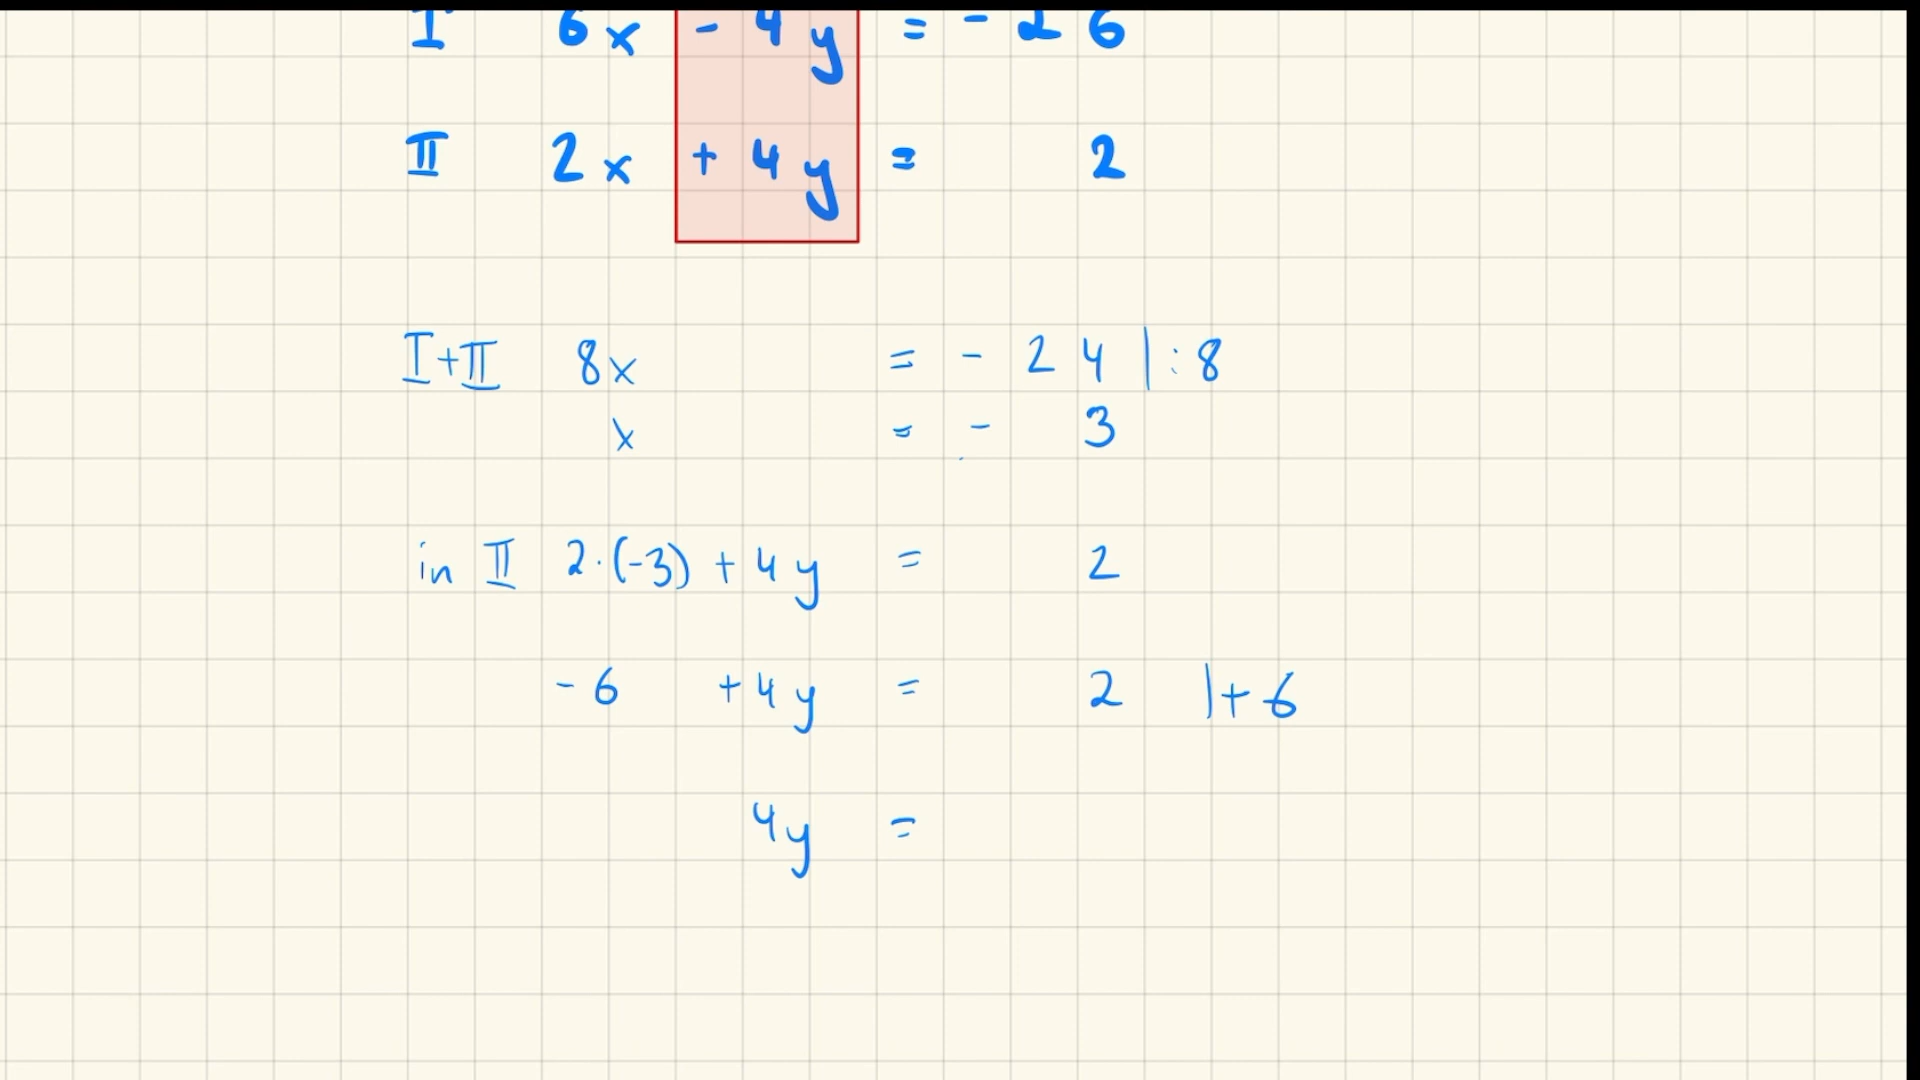 I 6x - 4y = - 26
II 2x + 4y = 2
I+II 8x = - 24 |:8
x = - 3
in II 2·(-3) + 4y = 2
- 6 + 4y = 2 |+6
4y =